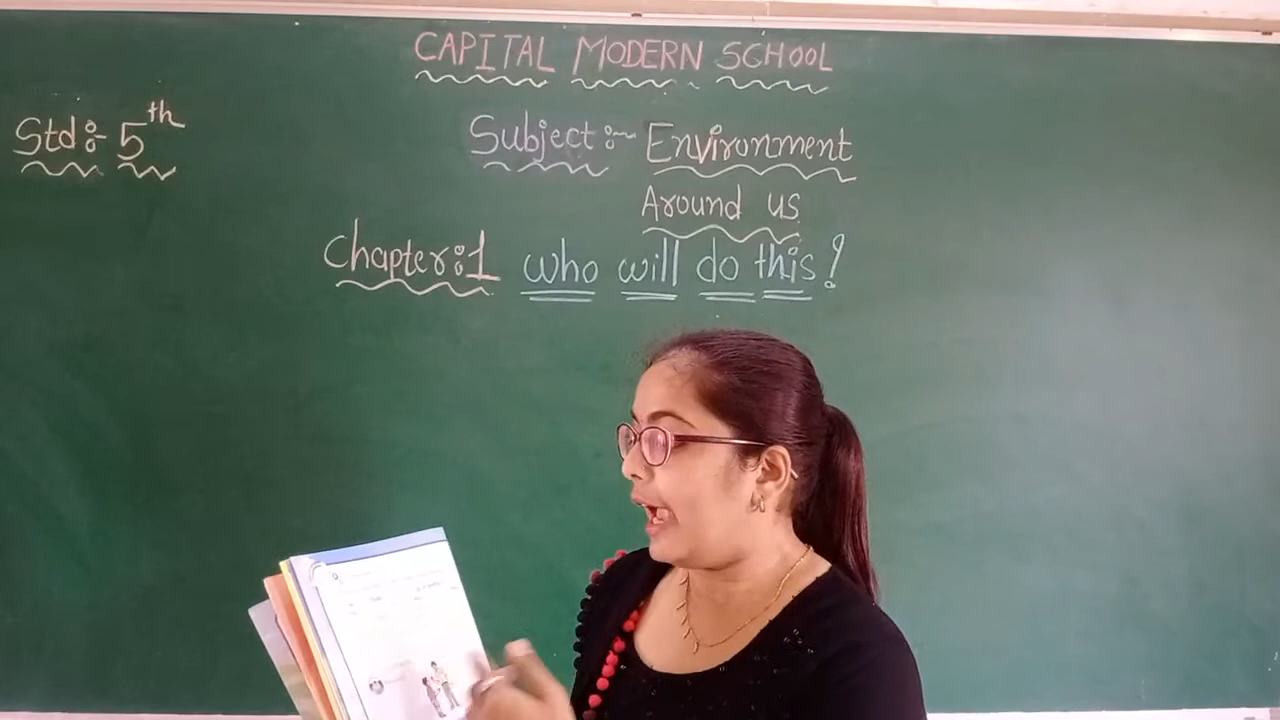 CAPITAL MODERN SCHOOL
Std:- 5th
Subject:- Environment
Around us
Chapter:1 who will do this?